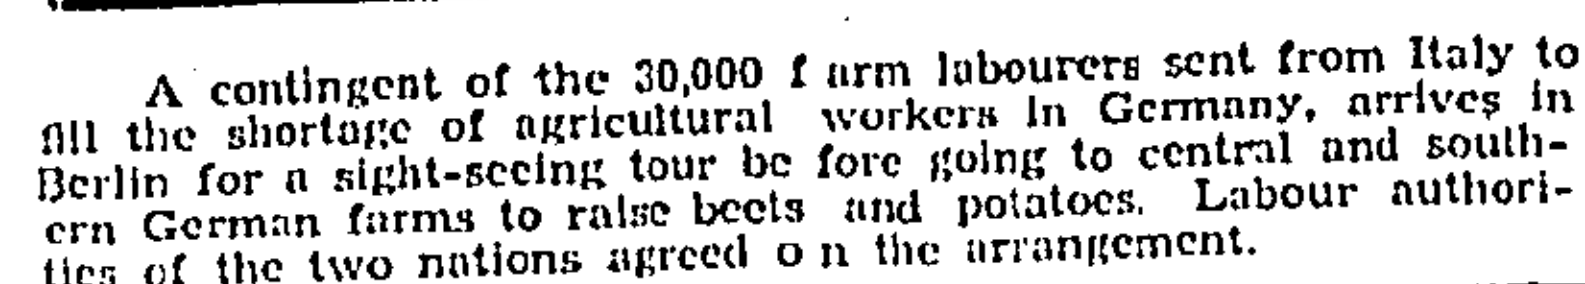 A contingent of the 30,000 farm labourers sent from Italy to
fill the shortage of agricultural workers in Germany, arrives in
Berlin for a sight-seeing tour before going to central and south-
ern German farms to raise beets and potatoes. Labour authori-
ties of the two nations agreed on the arrangement.